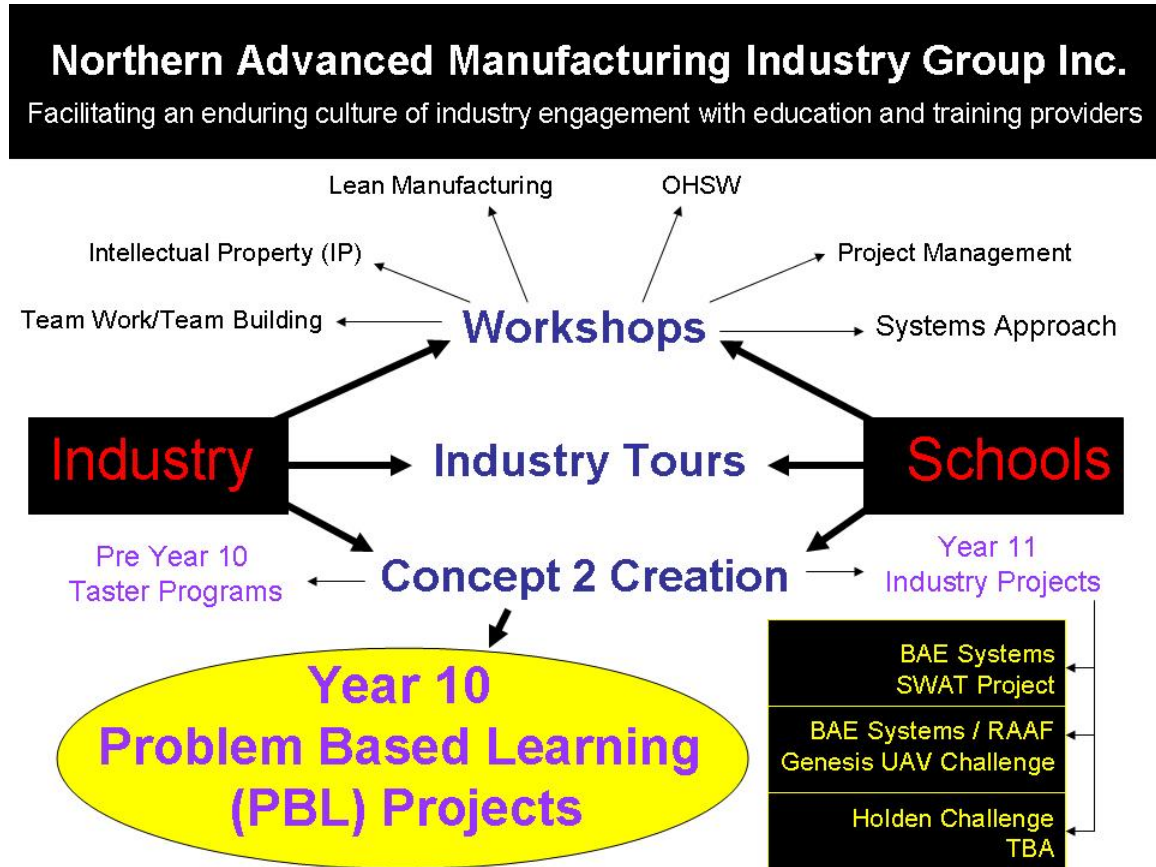 Northern Advanced Manufacturing Industry Group Inc.
Facilitating an enduring culture of industry engagement with education and training providers
Lean Manufacturing
OHSW
Intellectual Property (IP)
Project Management
Team Work/Team Building
Workshops
Systems Approach
Industry
Industry Tours
Schools
Pre Year 10
Taster Programs
Concept 2 Creation
Year 11
Industry Projects
Year 10
Problem Based Learning
(PBL) Projects
BAE Systems
SWAT Project
BAE Systems / RAAF
Genesis UAV Challenge
Holden Challenge
TBA